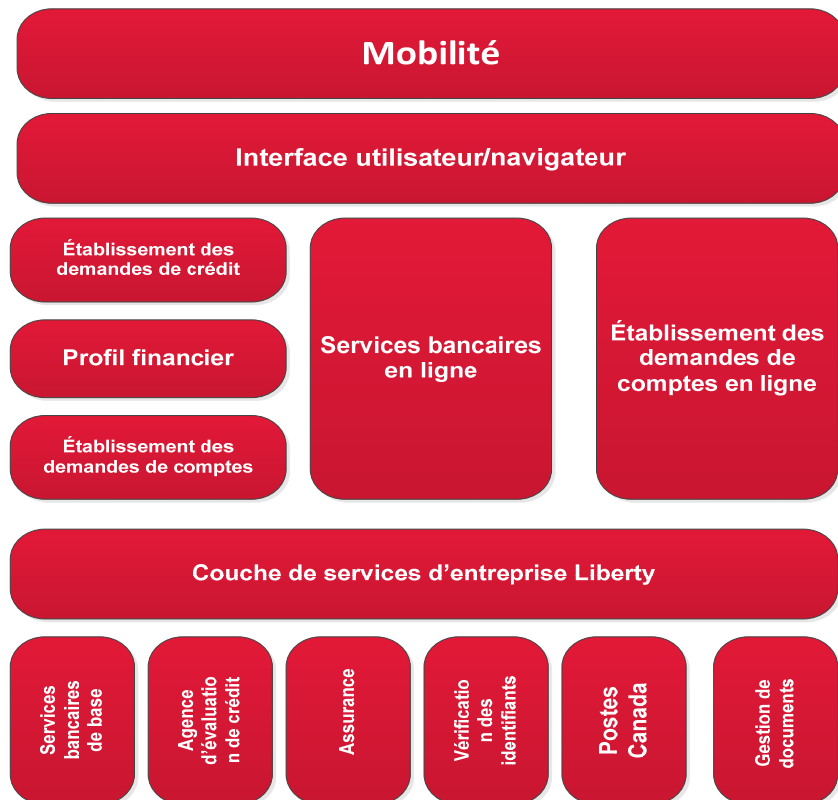 Mobilité
Interface utilisateur/navigateur
Établissement des
demandes de crédit
Profil financier
Établissement des
demandes de comptes
Services bancaires
en ligne
Établissement des
demandes de
comptes en ligne
Couche de services d’entreprise Liberty
Services
bancaires
de base
Agence
d’évaluatio
n de crédit
Assurance
Vérificatio
n des
identifiants
Postes
Canada
Gestion de
documents